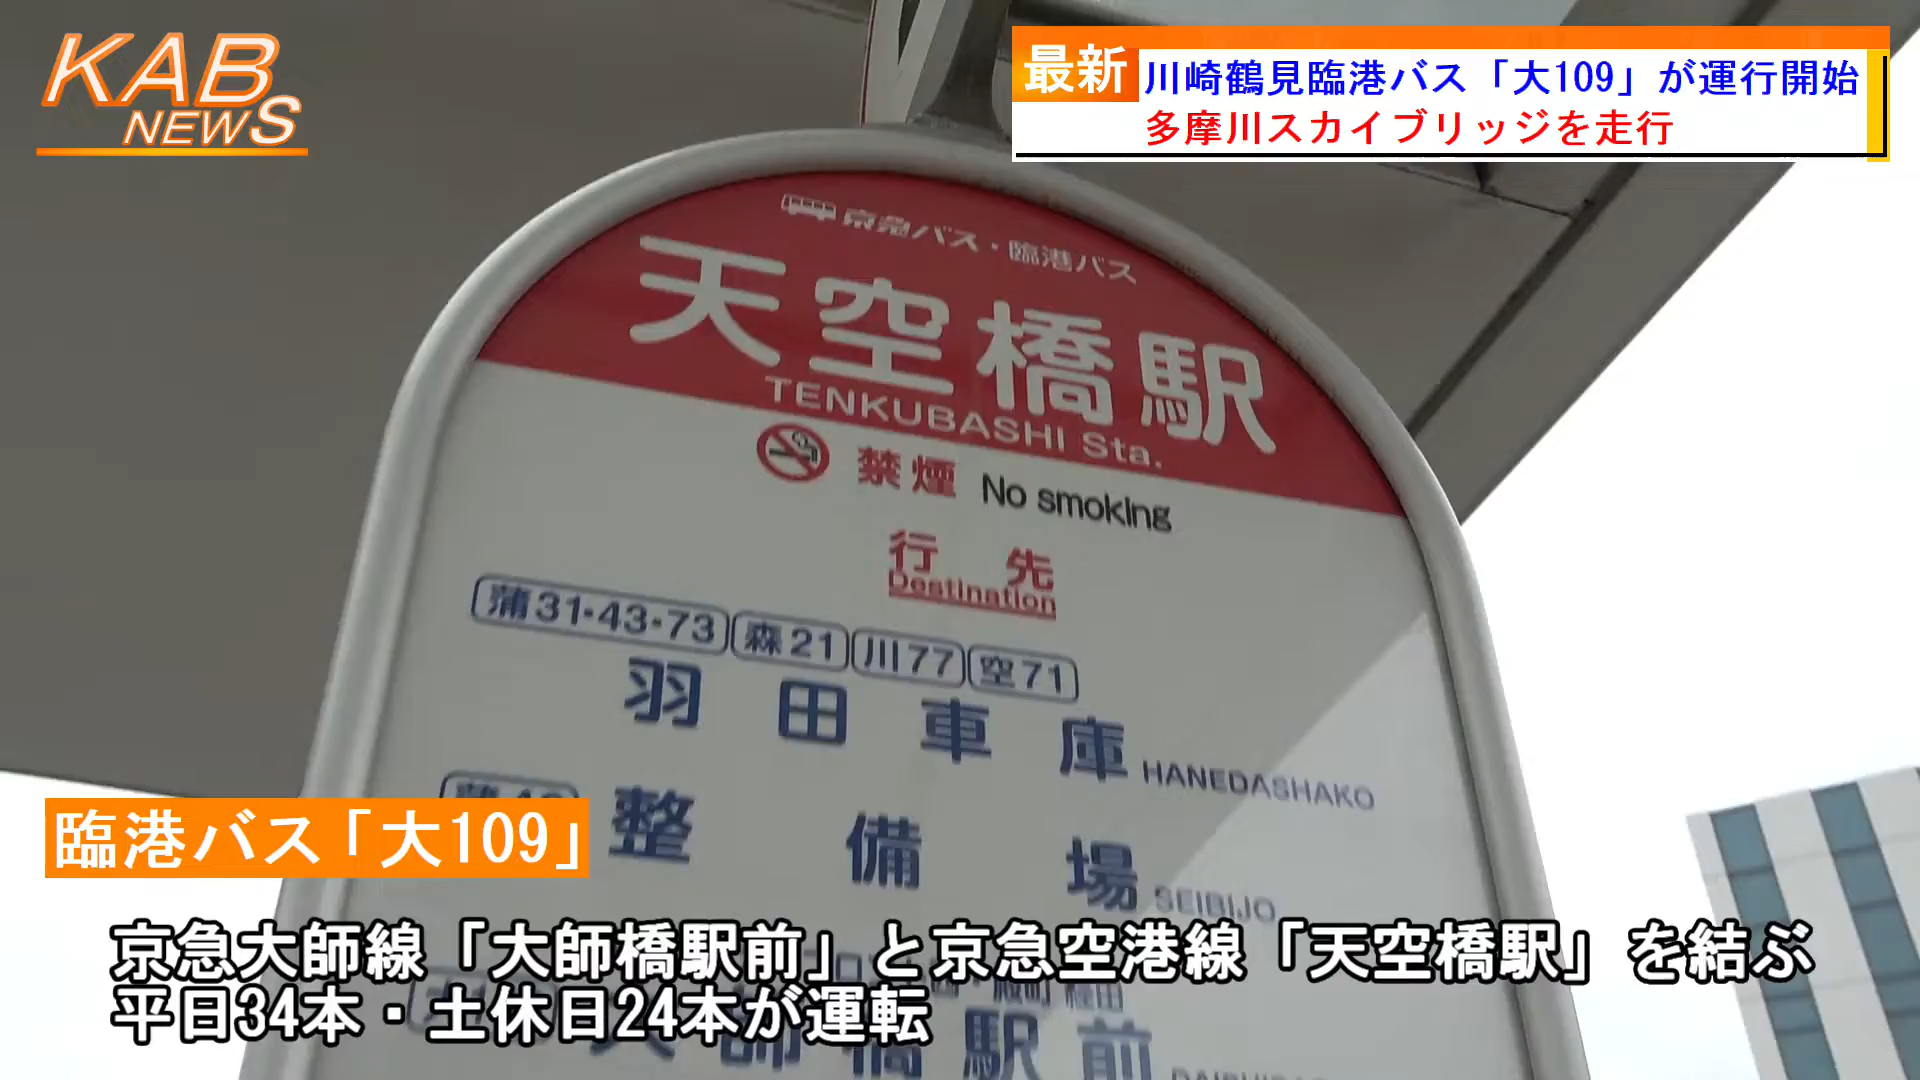 KAB
NEWS
最新
川崎鶴見臨港バス「大109」が運行開始
多摩川スカイブリッジを走行
京急バス・臨港バス
天空橋駅
TENKUBASHI Sta.
禁煙 No smoking
行先
Destination
蒲31・43・73 森21 川77 空71
羽田車庫 HANEDASHAKO
整備場 SEIBIJO
臨港バス「大109」
京急大師線「大師橋駅前」と京急空港線「天空橋駅」を結ぶ
平日34本・土休日24本が運転
大師橋駅前